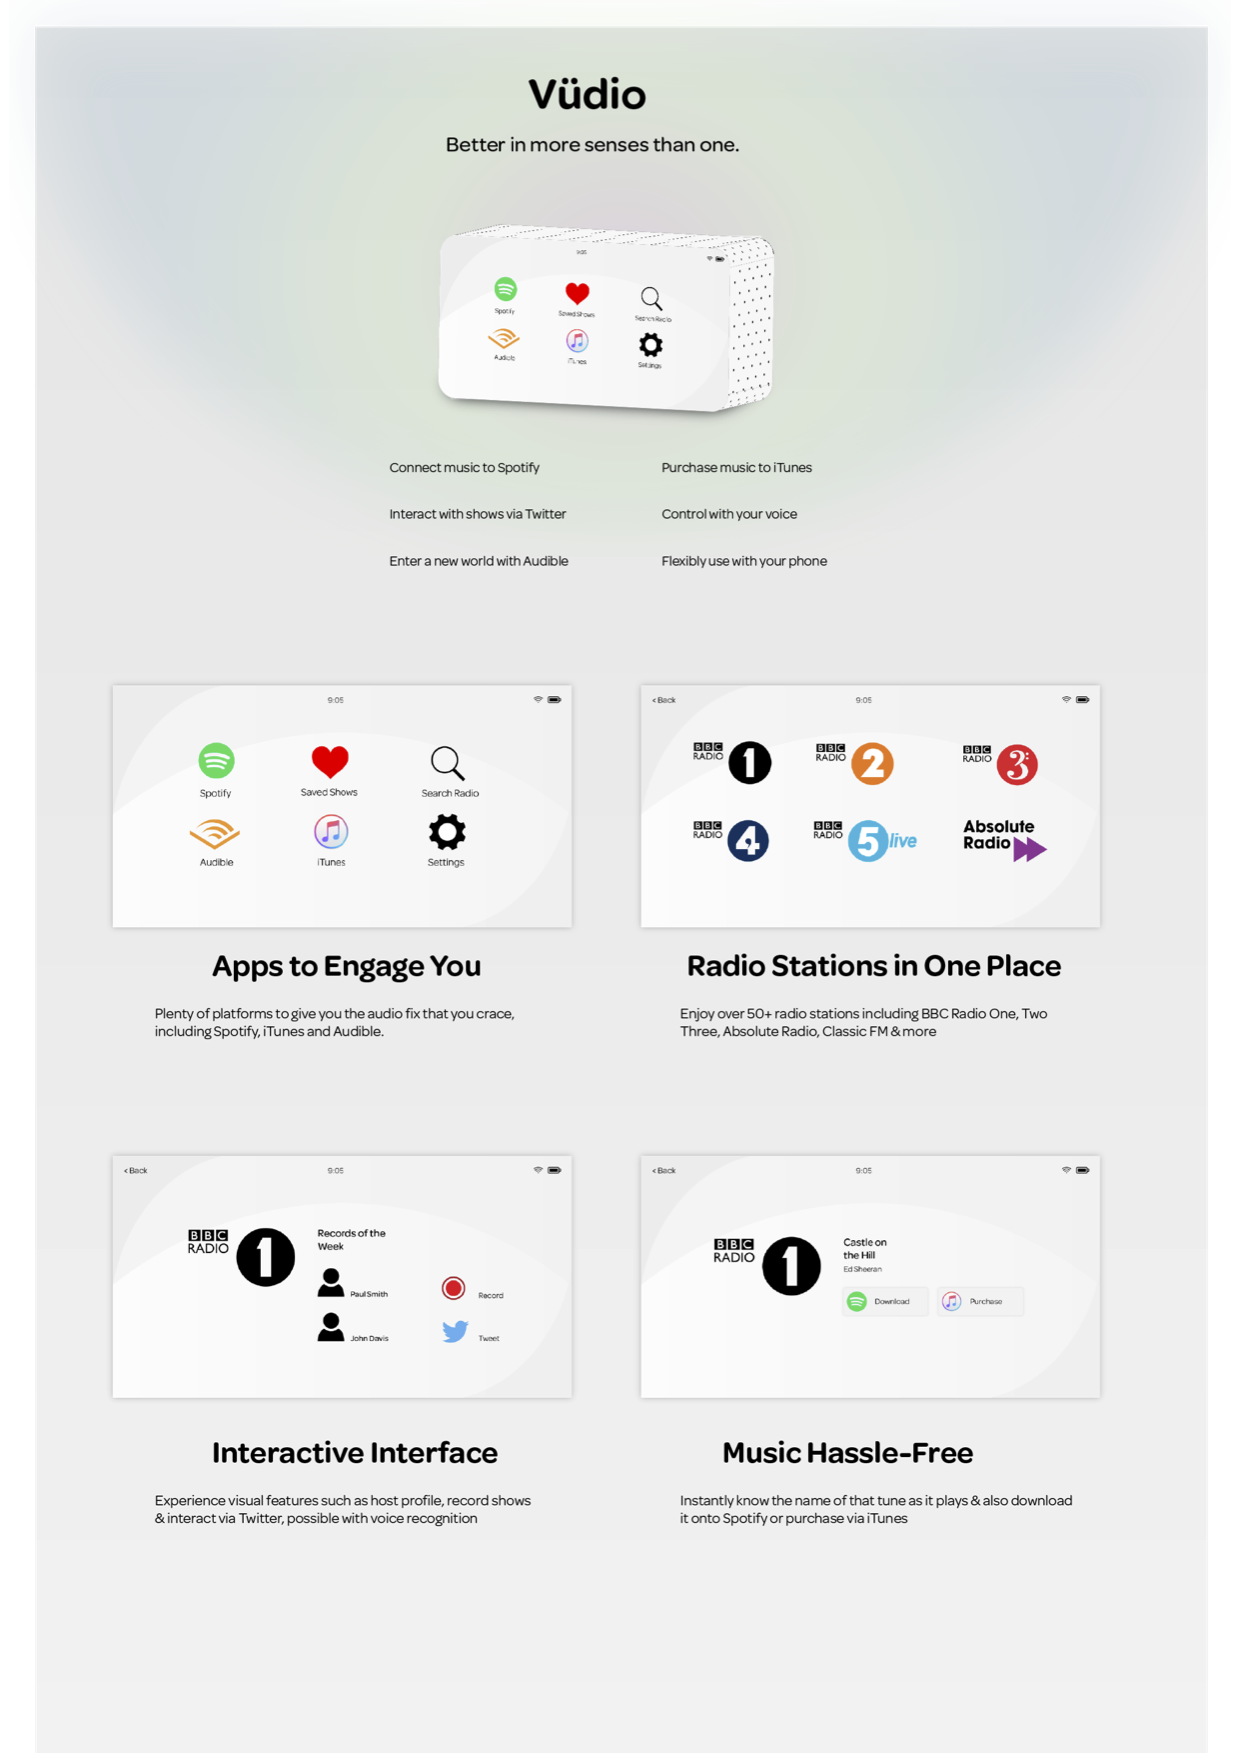 Vüdio
Better in more senses than one.
9:05
Spotify
Saved Shows
Search Radio
Audible
iTunes
Settings
Connect music to Spotify
Purchase music to iTunes
Interact with shows via Twitter
Control with your voice
Enter a new world with Audible
Flexibly use with your phone
9:05
Spotify
Saved Shows
Search Radio
Audible
iTunes
Settings
Apps to Engage You
Plenty of platforms to give you the audio fix that you crace,
including Spotify, iTunes and Audible.
< Back
9:05
BBC
RADIO 1
BBC
RADIO 2
BBC
RADIO 3
BBC
RADIO 4
BBC
RADIO 5 live
Absolute
Radio
Radio Stations in One Place
Enjoy over 50+ radio stations including BBC Radio One, Two
Three, Absolute Radio, Classic FM & more
< Back
9:05
BBC
RADIO 1
Records of the
Week
Paul Smith
Record
John Davis
Tweet
Interactive Interface
Experience visual features such as host profile, record shows
& interact via Twitter, possible with voice recognition
< Back
9:05
BBC
RADIO 1
Castle on
the Hill
Ed Sheeran
Download
Purchase
Music Hassle-Free
Instantly know the name of that tune as it plays & also download
it onto Spotify or purchase via iTunes